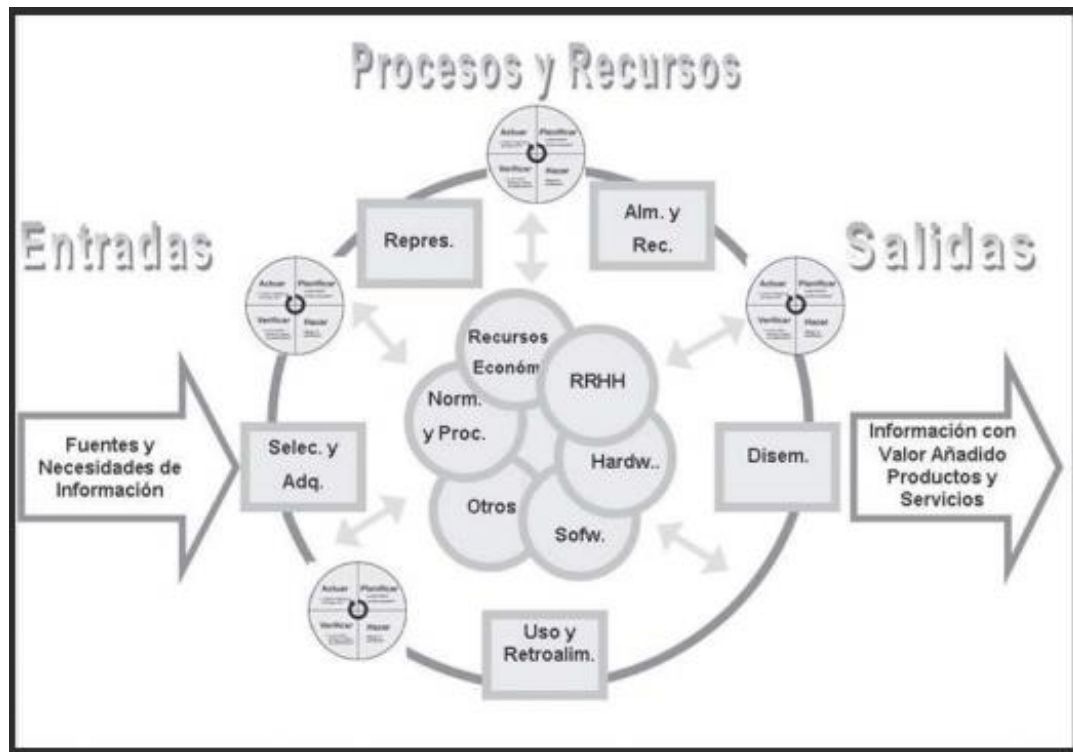 Procesos y Recursos
Entradas
Salidas
Actuar
Planificar
Verificar
Hacer
Repres.
Alm. y
Rec.
Actuar
Planificar
Verificar
Hacer
Actuar
Planificar
Verificar
Hacer
Recursos
Económ
RRHH
Norm.
y Proc.
Hardw..
Otros
Sofw.
Fuentes y
Necesidades de
Información
Selec. y
Adq.
Disem.
Información con
Valor Añadido
Productos y
Servicios
Actuar
Planificar
Verificar
Hacer
Uso y
Retroalim.